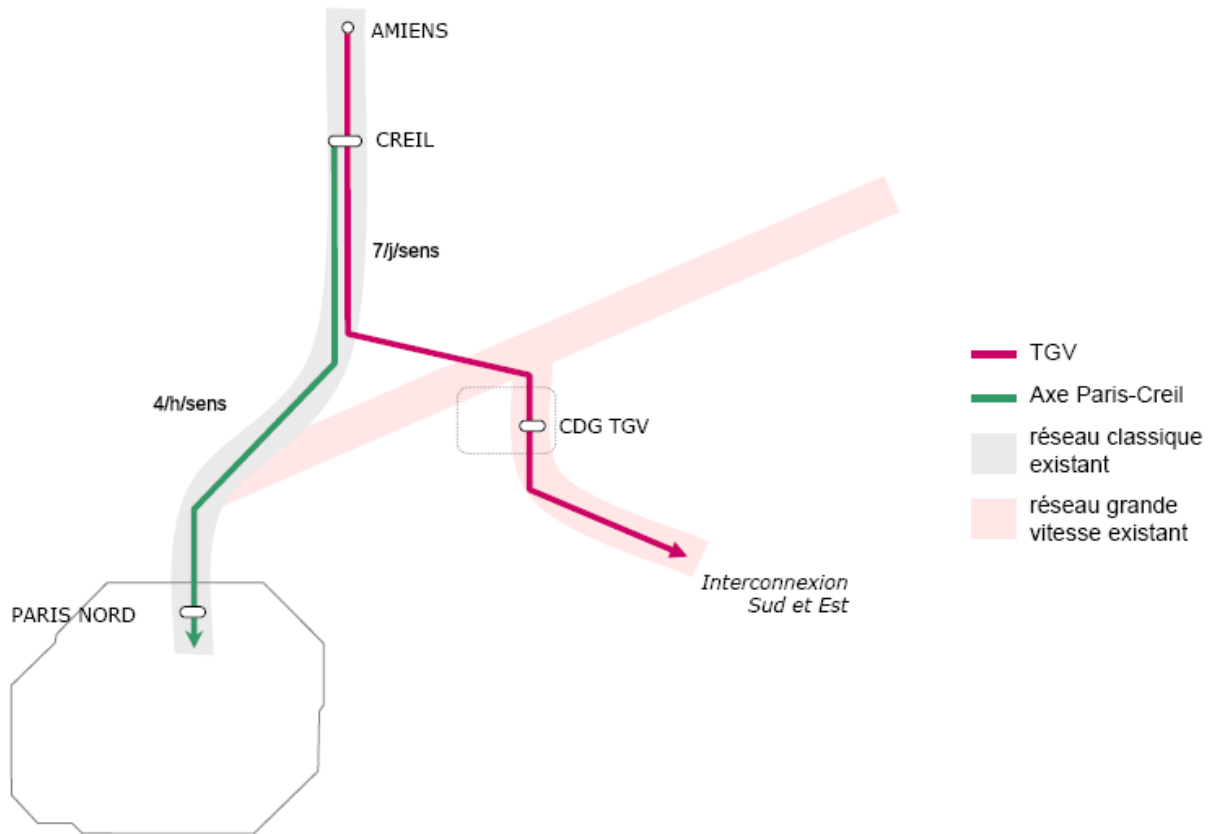 AMIENS
CREIL
7/j/sens
4/h/sens
CDG TGV
Interconnexion
Sud et Est
PARIS NORD
TGV
Axe Paris-Creil
réseau classique
existant
réseau grande
vitesse existant